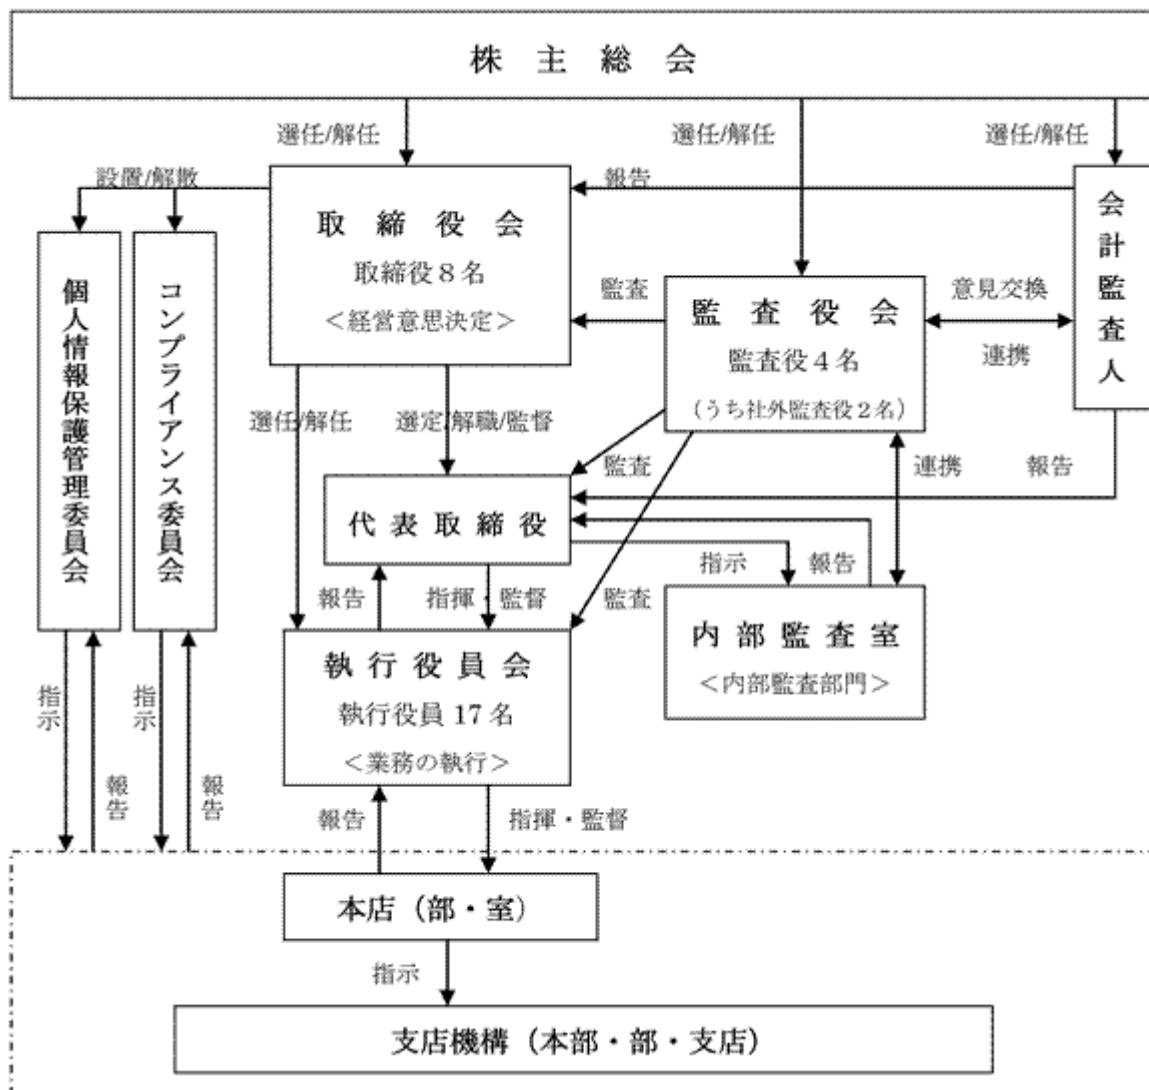 株主総会
選任/解任
選任/解任
選任/解任
設置/解散
報告
取締役会
取締役8名
＜経営意思決定＞
会計監査人
個人情報保護管理委員会
コンプライアンス委員会
監査
監査役会
監査役4名
（うち社外監査役2名）
意見交換
連携
選任/解任
選定/解職/監督
監査
連携
報告
代表取締役
指示
報告
報告
指揮・監督
監査
内部監査室
＜内部監査部門＞
執行役員会
執行役員 17 名
＜業務の執行＞
指示
指示
報告
報告
報告
指揮・監督
本店（部・室）
指示
支店機構（本部・部・支店）